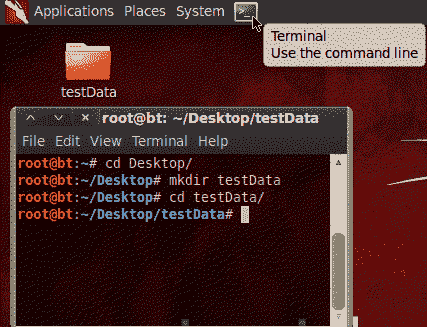 Applications Places System
Terminal
Use the command line
testData
root@bt: ~/Desktop/testData
File Edit View Terminal Help
root@bt:~# cd Desktop/
root@bt:~/Desktop# mkdir testData
root@bt:~/Desktop# cd testData/
root@bt:~/Desktop/testData#